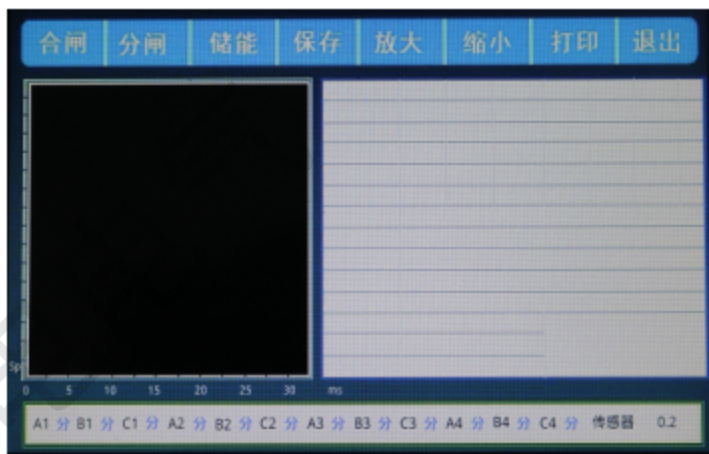 合闸 分闸 储能 保存 放大 缩小 打印 退出
0 5 10 15 20 25 30 ms
A1 分 B1 分 C1 分 A2 分 B2 分 C2 分 A3 分 B3 分 C3 分 A4 分 B4 分 C4 分 传感器 0.2